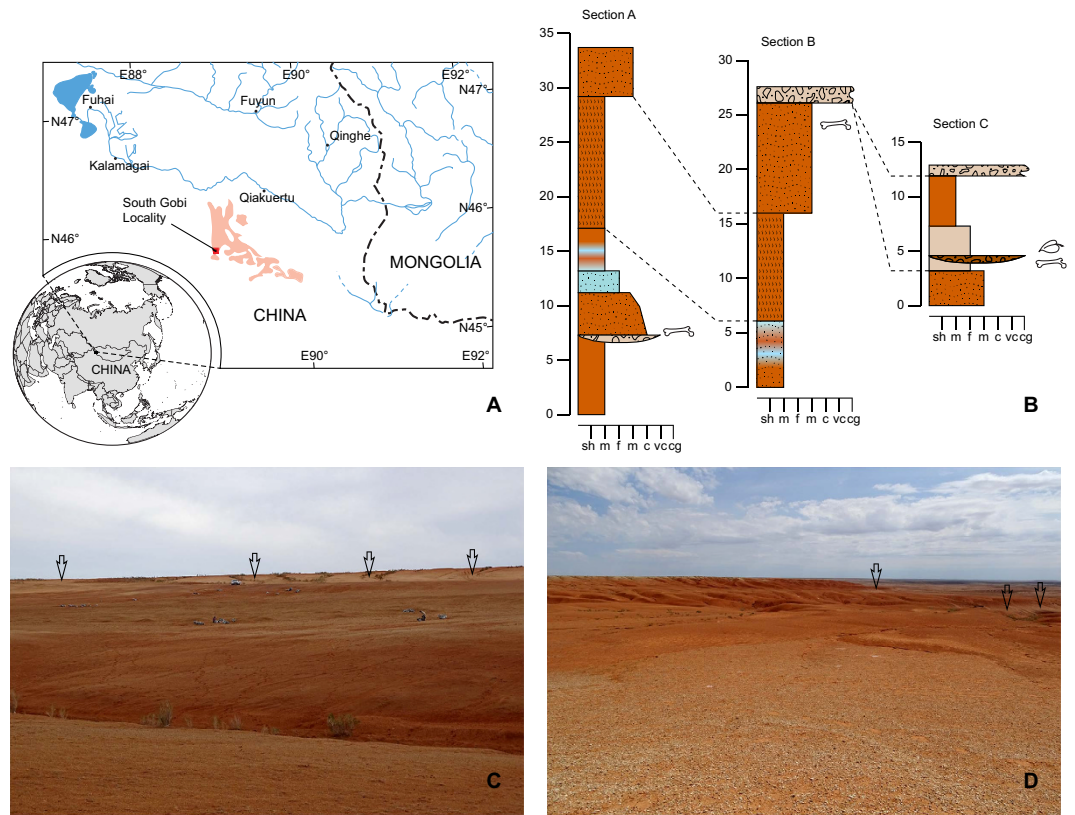 E88°
E90°
E92°
N47°
Fuhai
Fuyun
N47°
Qinghe
Kalamagai
Qiakuertu
N46°
South Gobi
Locality
N46°
MONGOLIA
CHINA
N45°
E90°
E92°
CHINA
A
Section A
35
30
25
20
15
10
5
0
sh m f m c vc cg
Section B
30
25
20
15
10
5
0
sh m f m c vc cg
Section C
15
10
5
0
sh m f m c vc cg
B
C
D